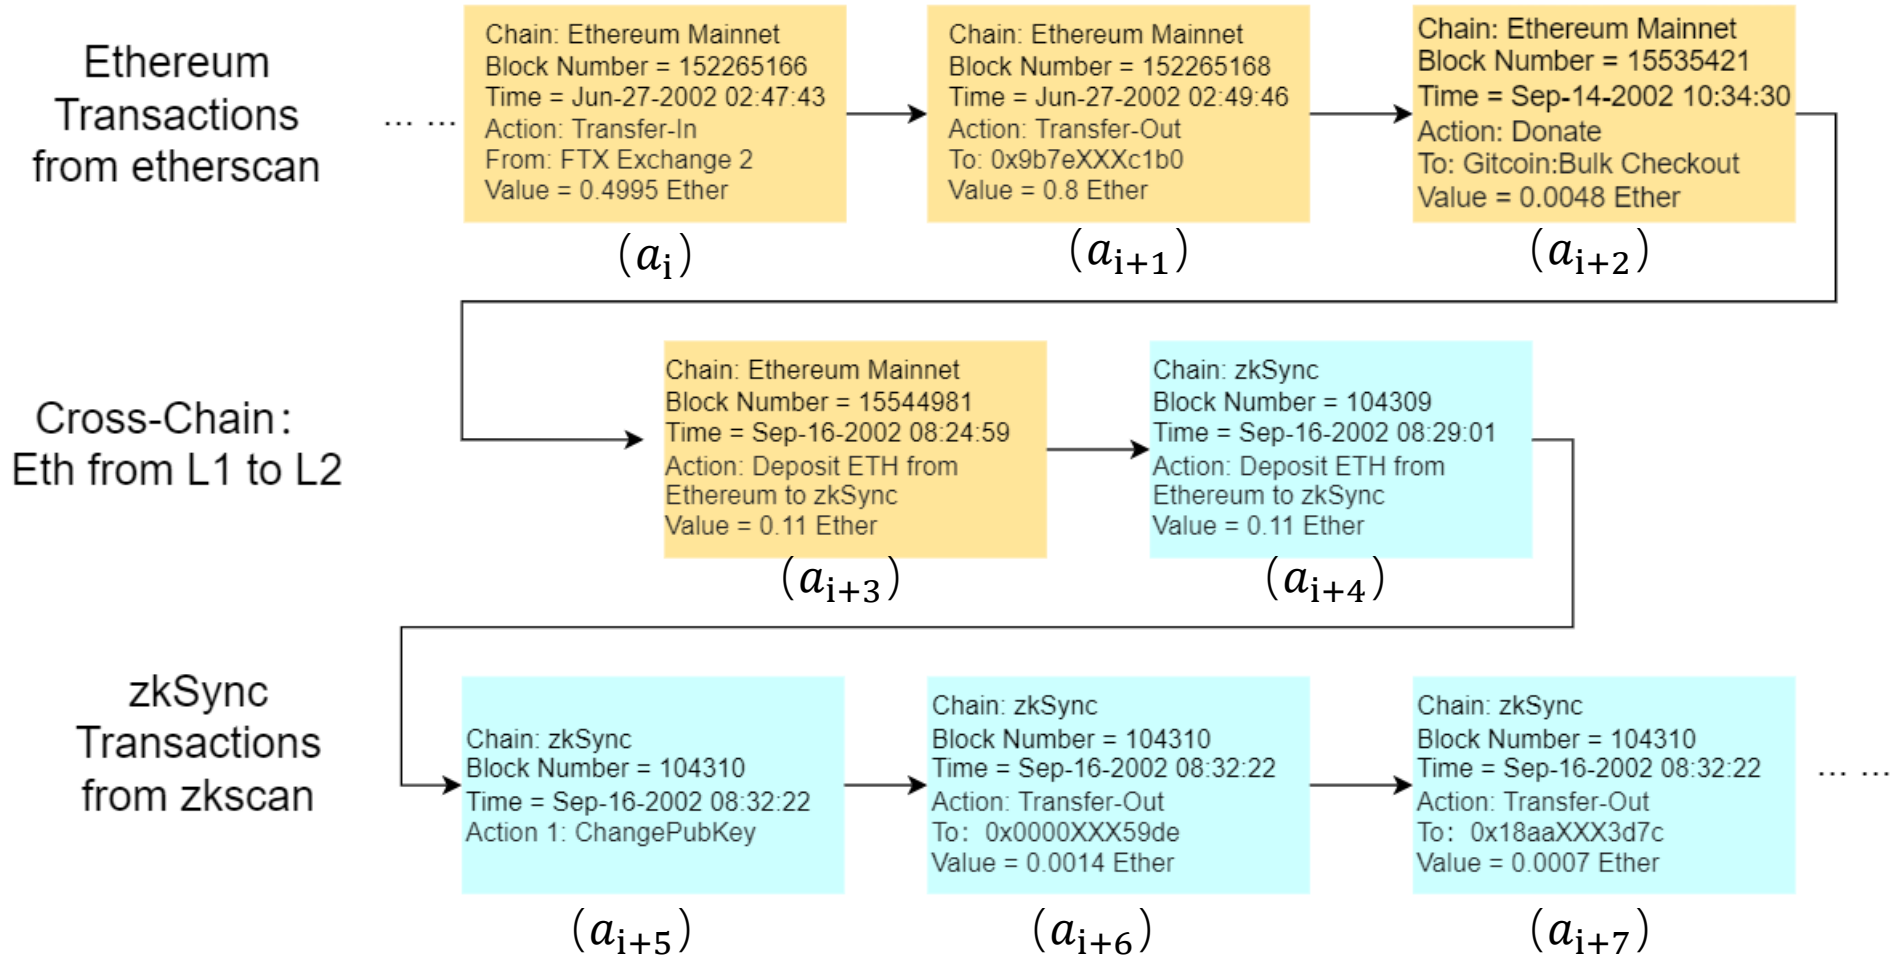 Ethereum
Transactions
from etherscan
... ...
Chain: Ethereum Mainnet
Block Number = 152265166
Time = Jun-27-2002 02:47:43
Action: Transfer-In
From: FTX Exchange 2
Value = 0.4995 Ether
(a_i)
Chain: Ethereum Mainnet
Block Number = 152265168
Time = Jun-27-2002 02:49:46
Action: Transfer-Out
To: 0x9b7eXXXc1b0
Value = 0.8 Ether
(a_{i+1})
Chain: Ethereum Mainnet
Block Number = 15535421
Time = Sep-14-2002 10:34:30
Action: Donate
To: Gitcoin:Bulk Checkout
Value = 0.0048 Ether
(a_{i+2})
Cross-Chain:
Eth from L1 to L2
Chain: Ethereum Mainnet
Block Number = 15544981
Time = Sep-16-2002 08:24:59
Action: Deposit ETH from
Ethereum to zkSync
Value = 0.11 Ether
(a_{i+3})
Chain: zkSync
Block Number = 104309
Time = Sep-16-2002 08:29:01
Action: Deposit ETH from
Ethereum to zkSync
Value = 0.11 Ether
(a_{i+4})
zkSync
Transactions
from zkscan
Chain: zkSync
Block Number = 104310
Time = Sep-16-2002 08:32:22
Action 1: ChangePubKey
(a_{i+5})
Chain: zkSync
Block Number = 104310
Time = Sep-16-2002 08:32:22
Action: Transfer-Out
To: 0x0000XXX59de
Value = 0.0014 Ether
(a_{i+6})
Chain: zkSync
Block Number = 104310
Time = Sep-16-2002 08:32:22
Action: Transfer-Out
To: 0x18aaXXX3d7c
Value = 0.0007 Ether
(a_{i+7})
... ...